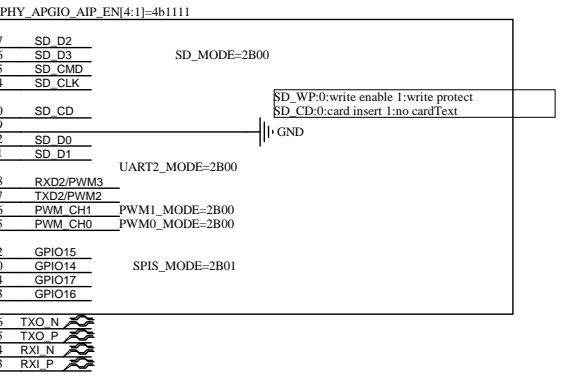 PHY_APGIO_AIP_EN[4:1]=4b1111
SD_D2
SD_D3 SD_MODE=2B00
SD_CMD
SD_CLK
SD_WP:0:write enable 1:write protect
SD_CD SD_CD:0:card insert 1:no cardText
GND
SD_D0
SD_D1
UART2_MODE=2B00
RXD2/PWM3
TXD2/PWM2
PWM_CH1 PWM1_MODE=2B00
PWM_CH0 PWM0_MODE=2B00
GPIO15
GPIO14 SPIS_MODE=2B01
GPIO17
GPIO16
TXO_N
TXO_P
RXI_N
RXI_P